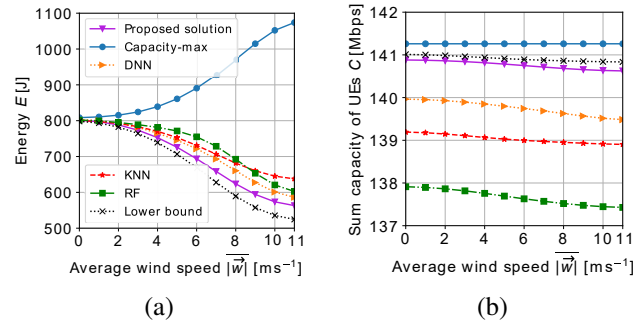 1100
1000
900
800
700
600
500
Energy E [J]
Proposed solution
Capacity-max
DNN
KNN
RF
Lower bound
0 2 4 6 8 10 11
Average wind speed |w⃗| [ms⁻¹]
(a)
142
141
140
139
138
137
Sum capacity of UEs C [Mbps]
0 2 4 6 8 10 11
Average wind speed |w⃗| [ms⁻¹]
(b)